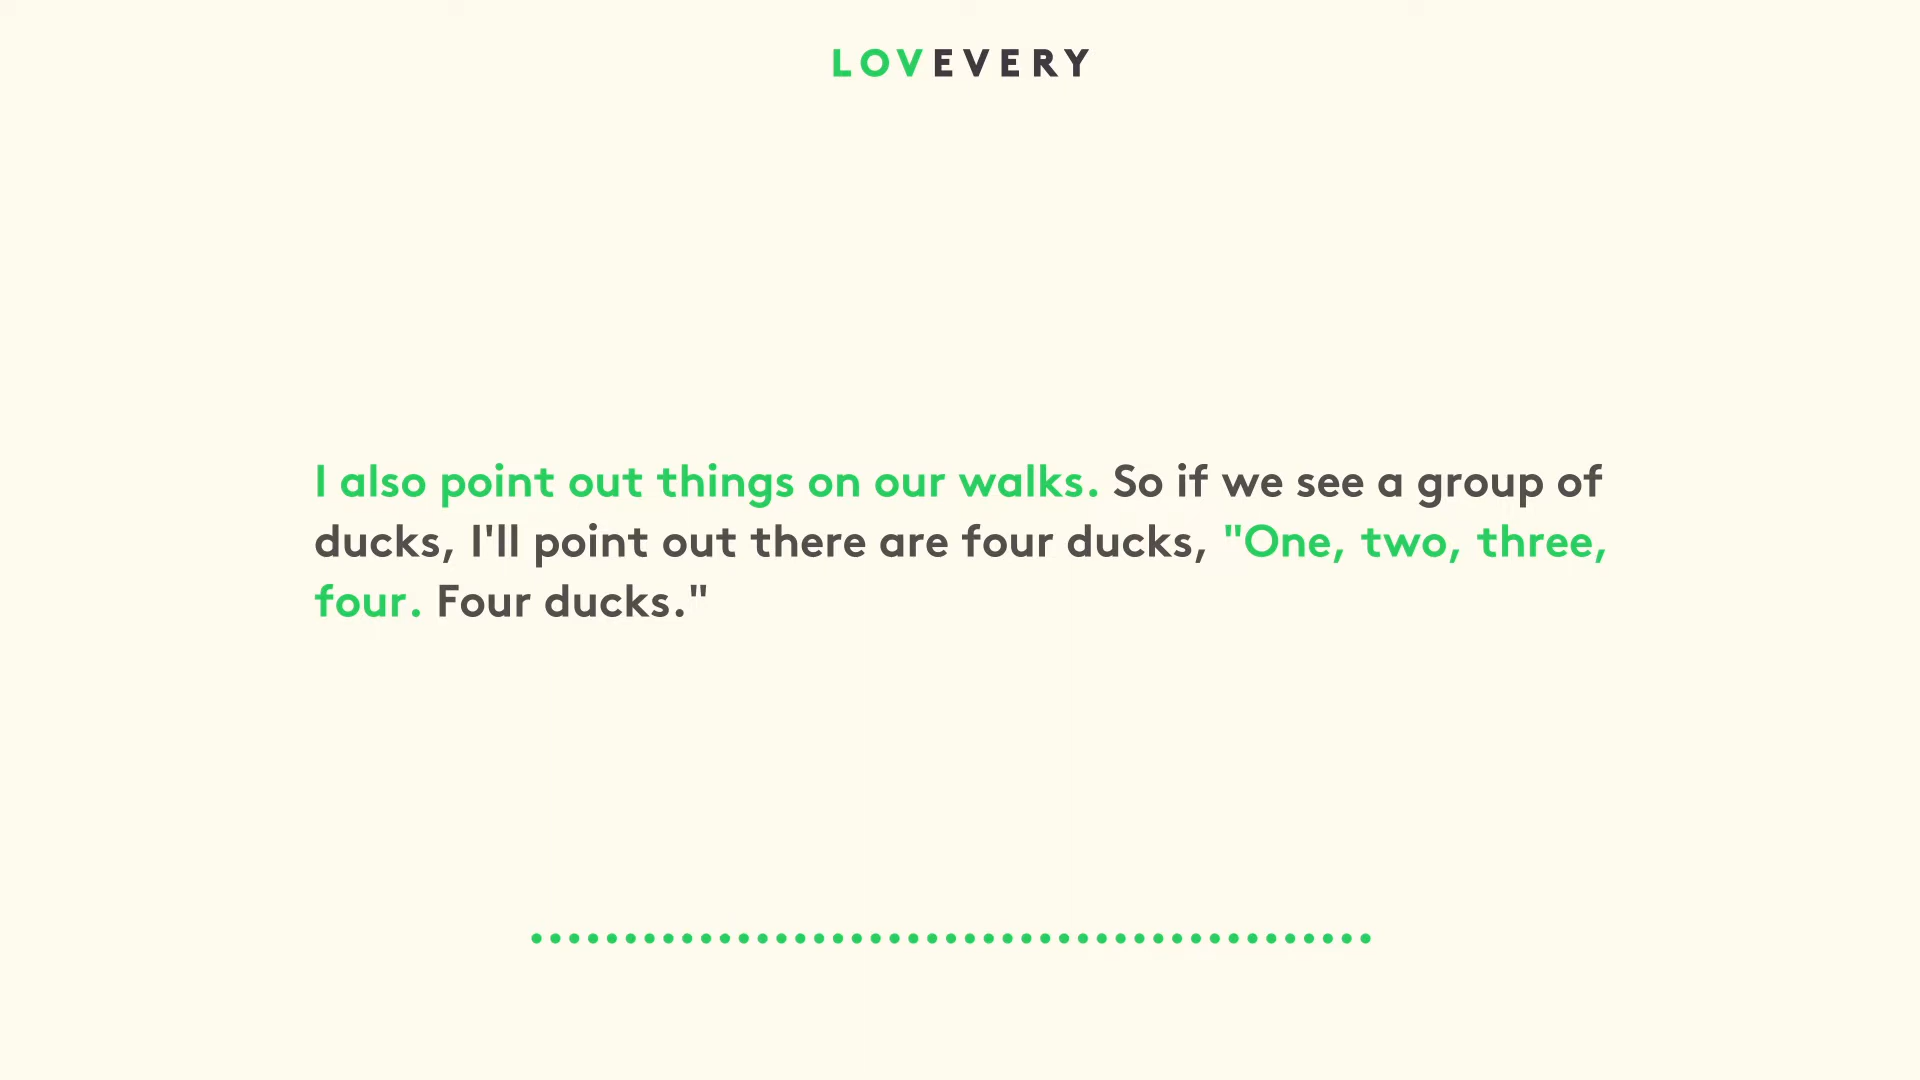 LOVEVERY
I also point out things on our walks. So if we see a group of
ducks, I'll point out there are four ducks, "One, two, three,
four. Four ducks."